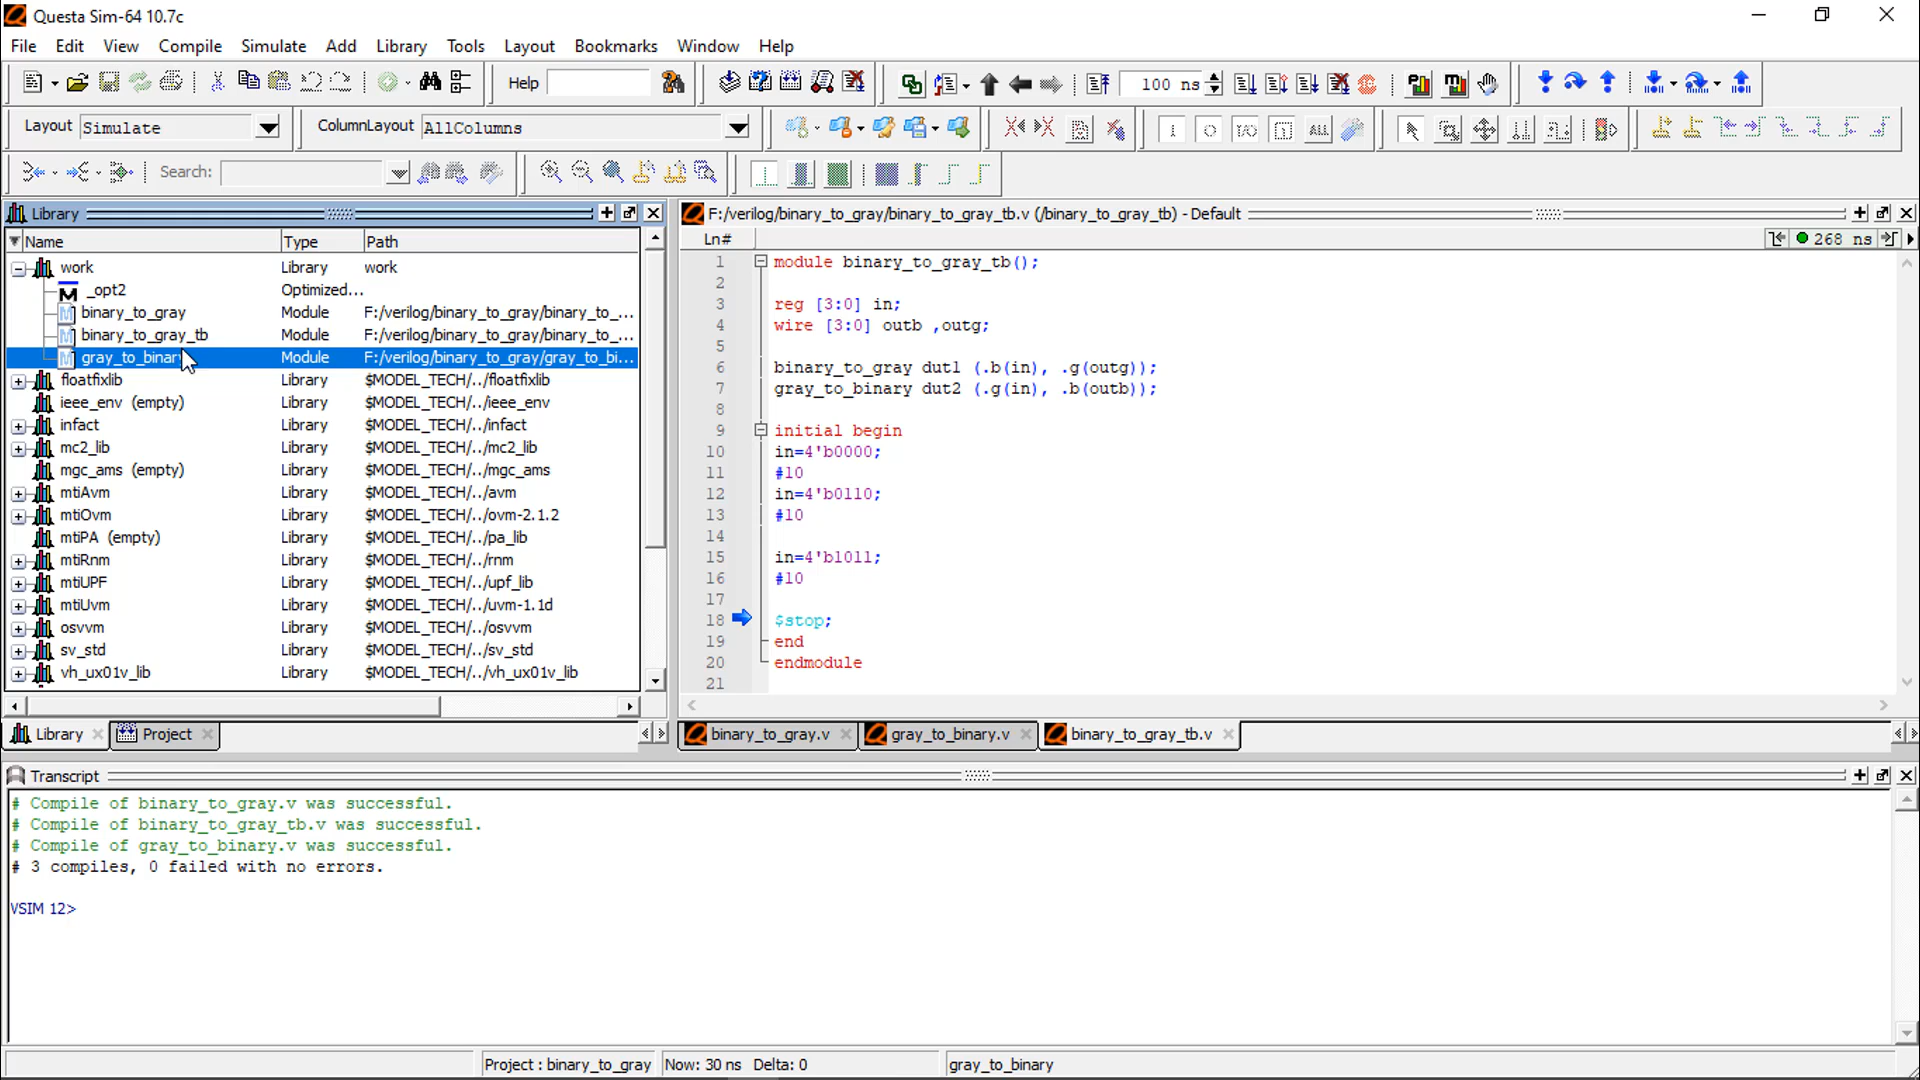 Questa Sim-64 10.7c
File Edit View Compile Simulate Add Library Tools Layout Bookmarks Window Help
Help 100 ns
Layout Simulate ColumnLayout AllColumns
Search:
Library
Name Type Path
work Library work
_opt2 Optimized...
binary_to_gray Module F:/verilog/binary_to_gray/binary_to_...
binary_to_gray_tb Module F:/verilog/binary_to_gray/binary_to_...
gray_to_binary Module F:/verilog/binary_to_gray/gray_to_bi...
floatfixlib Library $MODEL_TECH/../floatfixlib
ieee_env (empty) Library $MODEL_TECH/../ieee_env
infact Library $MODEL_TECH/../infact
mc2_lib Library $MODEL_TECH/../mc2_lib
mgc_ams (empty) Library $MODEL_TECH/../mgc_ams
mtiAvm Library $MODEL_TECH/../avm
mtiOvm Library $MODEL_TECH/../ovm-2.1.2
mtiPA (empty) Library $MODEL_TECH/../pa_lib
mtiRnm Library $MODEL_TECH/../rnm
mtiUPF Library $MODEL_TECH/../upf_lib
mtiUvm Library $MODEL_TECH/../uvm-1.1d
osvvm Library $MODEL_TECH/../osvvm
sv_std Library $MODEL_TECH/../sv_std
vh_ux01v_lib Library $MODEL_TECH/../vh_ux01v_lib
Library Project
F:/verilog/binary_to_gray/binary_to_gray_tb.v (/binary_to_gray_tb) - Default
Ln# 268 ns
1 module binary_to_gray_tb();
2
3 reg [3:0] in;
4 wire [3:0] outb ,outg;
5
6 binary_to_gray dut1 (.b(in), .g(outg));
7 gray_to_binary dut2 (.g(in), .b(outb));
8
9 initial begin
10 in=4'b0000;
11 #10
12 in=4'b0110;
13 #10
14
15 in=4'b1011;
16 #10
17
18 $stop;
19 end
20 endmodule
21
binary_to_gray.v gray_to_binary.v binary_to_gray_tb.v
Transcript
# Compile of binary_to_gray.v was successful.
# Compile of binary_to_gray_tb.v was successful.
# Compile of gray_to_binary.v was successful.
# 3 compiles, 0 failed with no errors.
VSIM 12>
Project : binary_to_gray Now: 30 ns Delta: 0 gray_to_binary